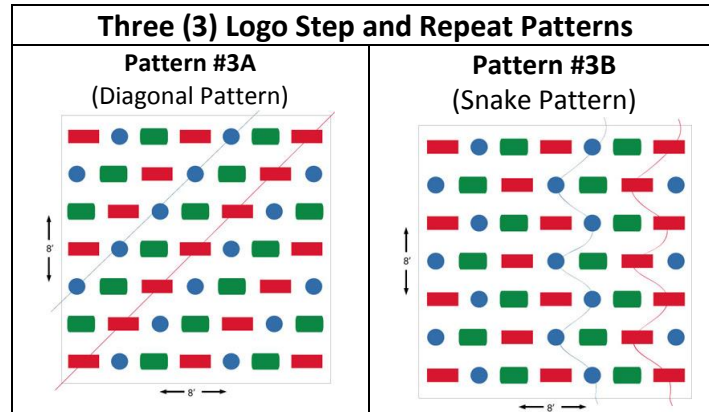 Three (3) Logo Step and Repeat Patterns
Pattern #3A
(Diagonal Pattern)
8'
8'
Pattern #3B
(Snake Pattern)
8'
8'